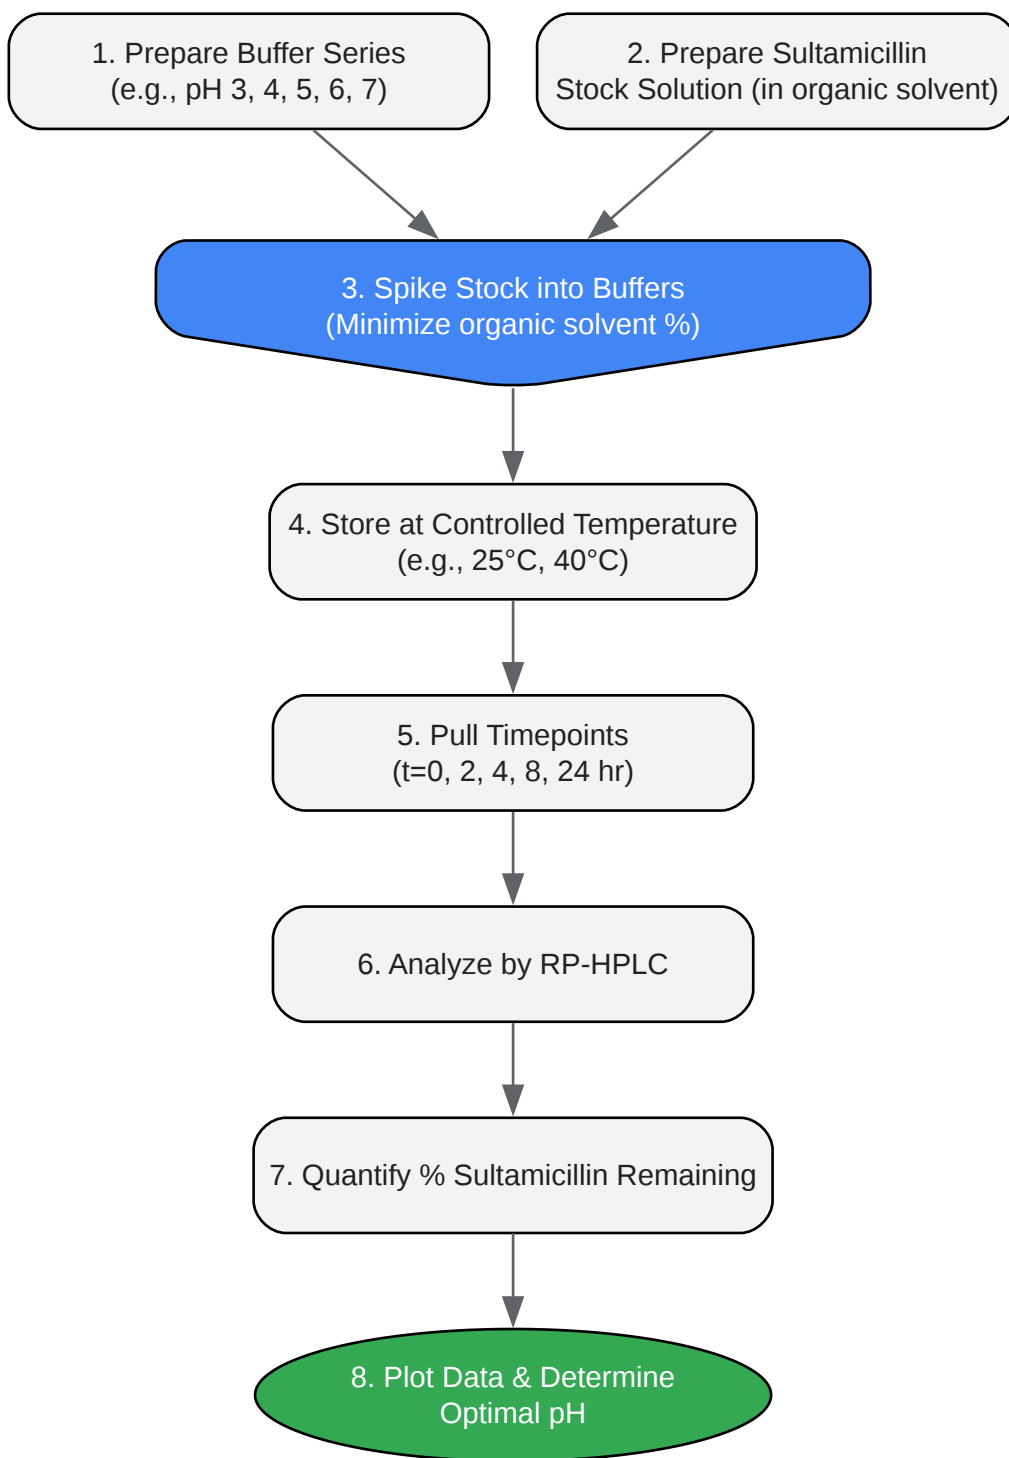 1. Prepare Buffer Series
(e.g., pH 3, 4, 5, 6, 7)
2. Prepare Sultamicillin
Stock Solution (in organic solvent)
3. Spike Stock into Buffers
(Minimize organic solvent %)
4. Store at Controlled Temperature
(e.g., 25°C, 40°C)
5. Pull Timepoints
(t=0, 2, 4, 8, 24 hr)
6. Analyze by RP-HPLC
7. Quantify % Sultamicillin Remaining
8. Plot Data & Determine
Optimal pH